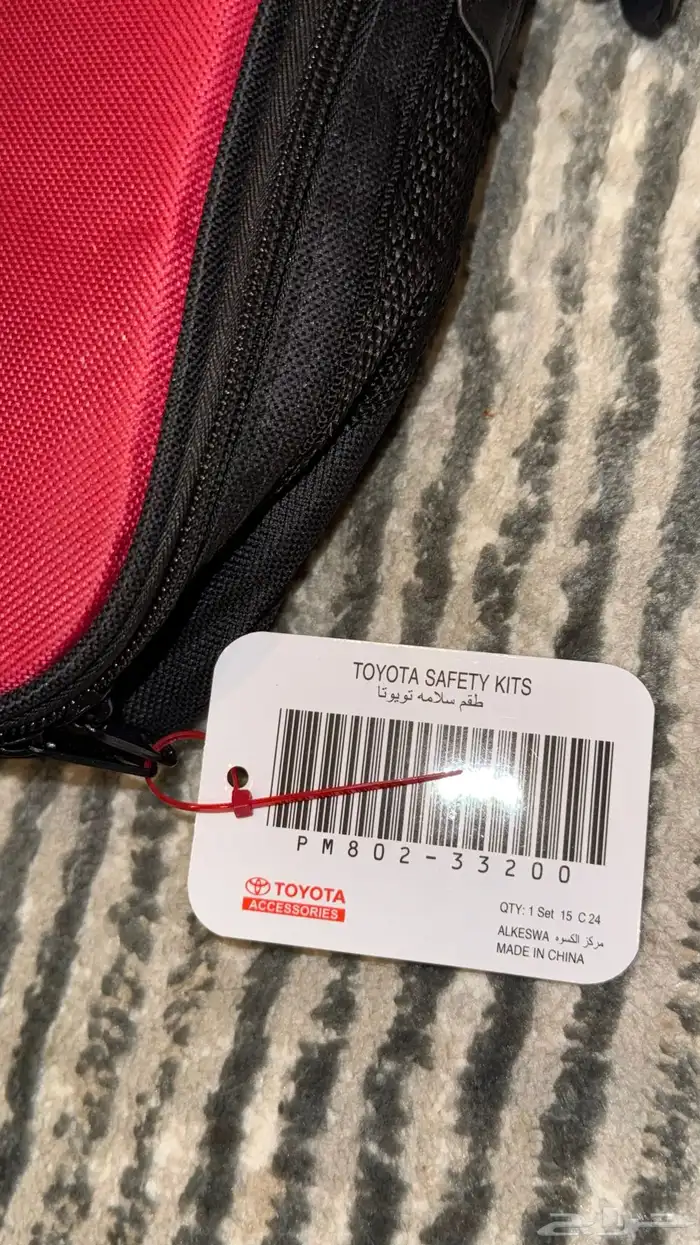 TOYOTA SAFETY KITS
طقم سلامه تويوتا
PM802-33200
TOYOTA
ACCESSORIES
QTY: 1 Set 15 C 24
ALKESWA مركز الكسوه
MADE IN CHINA
حراج